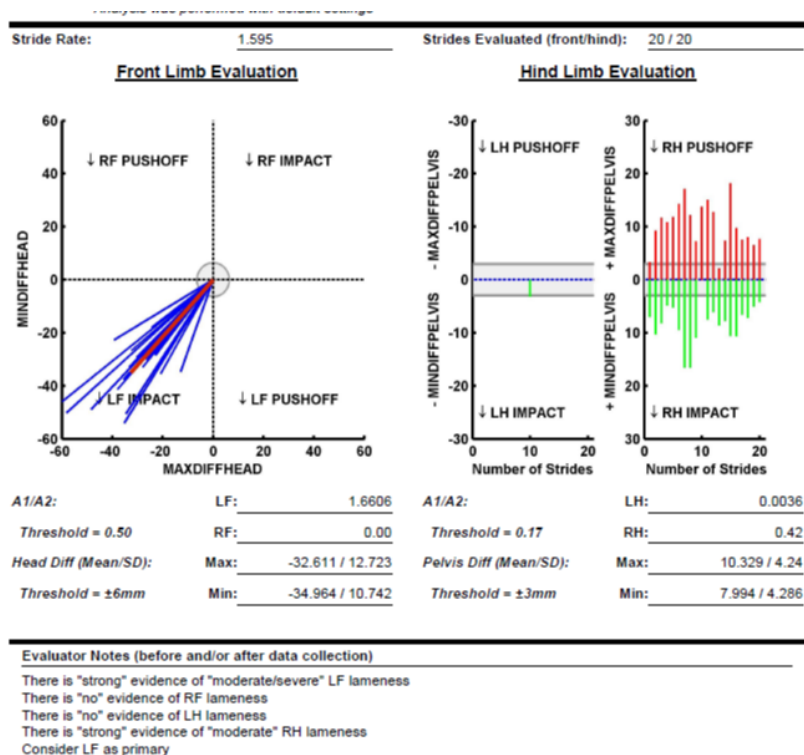 Analysis was performed with default settings
Stride Rate: 1.595 Strides Evaluated (front/hind): 20 / 20
Front Limb Evaluation Hind Limb Evaluation
60
40
20
0
-20
-40
-60
MINDIFFHEAD
↓ RF PUSHOFF ↓ RF IMPACT
↓ LF IMPACT ↓ LF PUSHOFF
-60 -40 -20 0 20 40 60
MAXDIFFHEAD
-30
-20
-10
0
-10
-20
-30
- MAXDIFFPELVIS
- MINDIFFPELVIS
↓ LH PUSHOFF
↓ LH IMPACT
0 10 20
Number of Strides
30
20
10
0
10
20
30
+ MAXDIFFPELVIS
+ MINDIFFPELVIS
↓ RH PUSHOFF
↓ RH IMPACT
0 10 20
Number of Strides
A1/A2: LF: 1.6606 A1/A2: LH: 0.0036
Threshold = 0.50 RF: 0.00 Threshold = 0.17 RH: 0.42
Head Diff (Mean/SD): Max: -32.611 / 12.723 Pelvis Diff (Mean/SD): Max: 10.329 / 4.24
Threshold = ±6mm Min: -34.964 / 10.742 Threshold = ±3mm Min: 7.994 / 4.286
Evaluator Notes (before and/or after data collection)
There is "strong" evidence of "moderate/severe" LF lameness
There is "no" evidence of RF lameness
There is "no" evidence of LH lameness
There is "strong" evidence of "moderate" RH lameness
Consider LF as primary